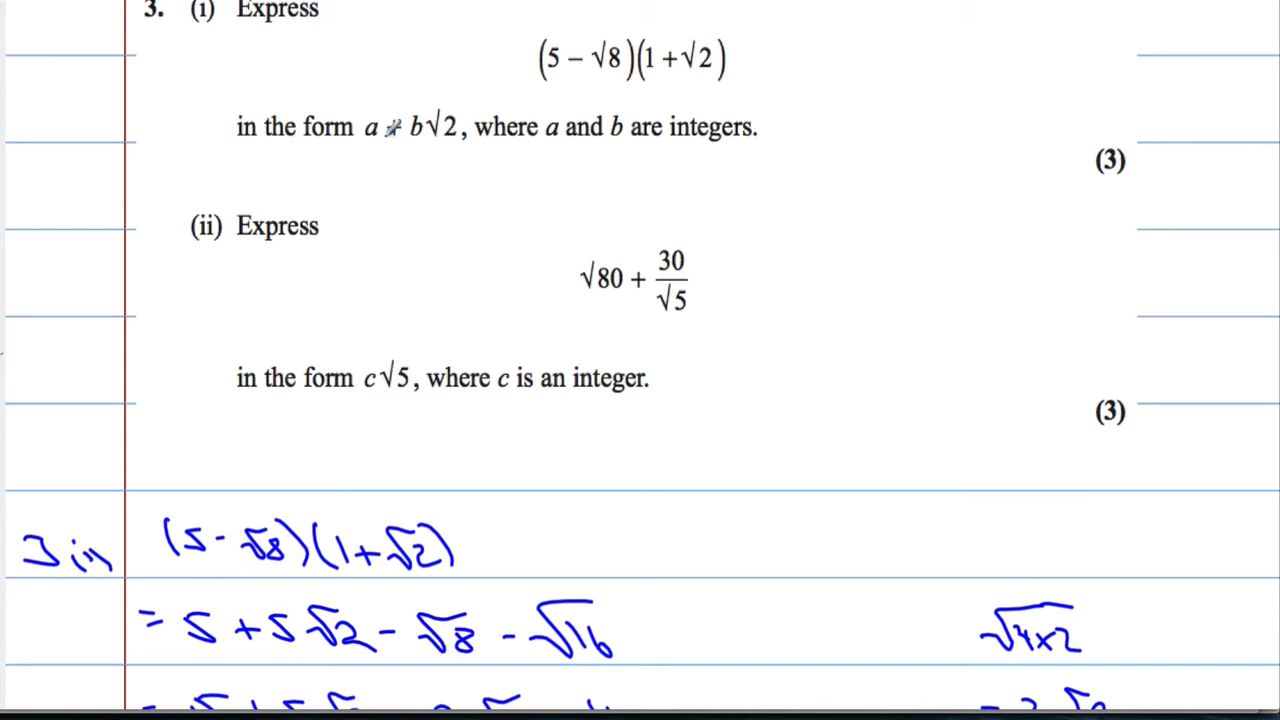 3. (i) Express
(5 – √8)(1 + √2)
in the form a + b√2, where a and b are integers.
(3)
(ii) Express
√80 + 30/√5
in the form c√5, where c is an integer.
(3)
3 (i) (5 - √8)(1 + √2)
= 5 + 5√2 - √8 - √16 √4×2